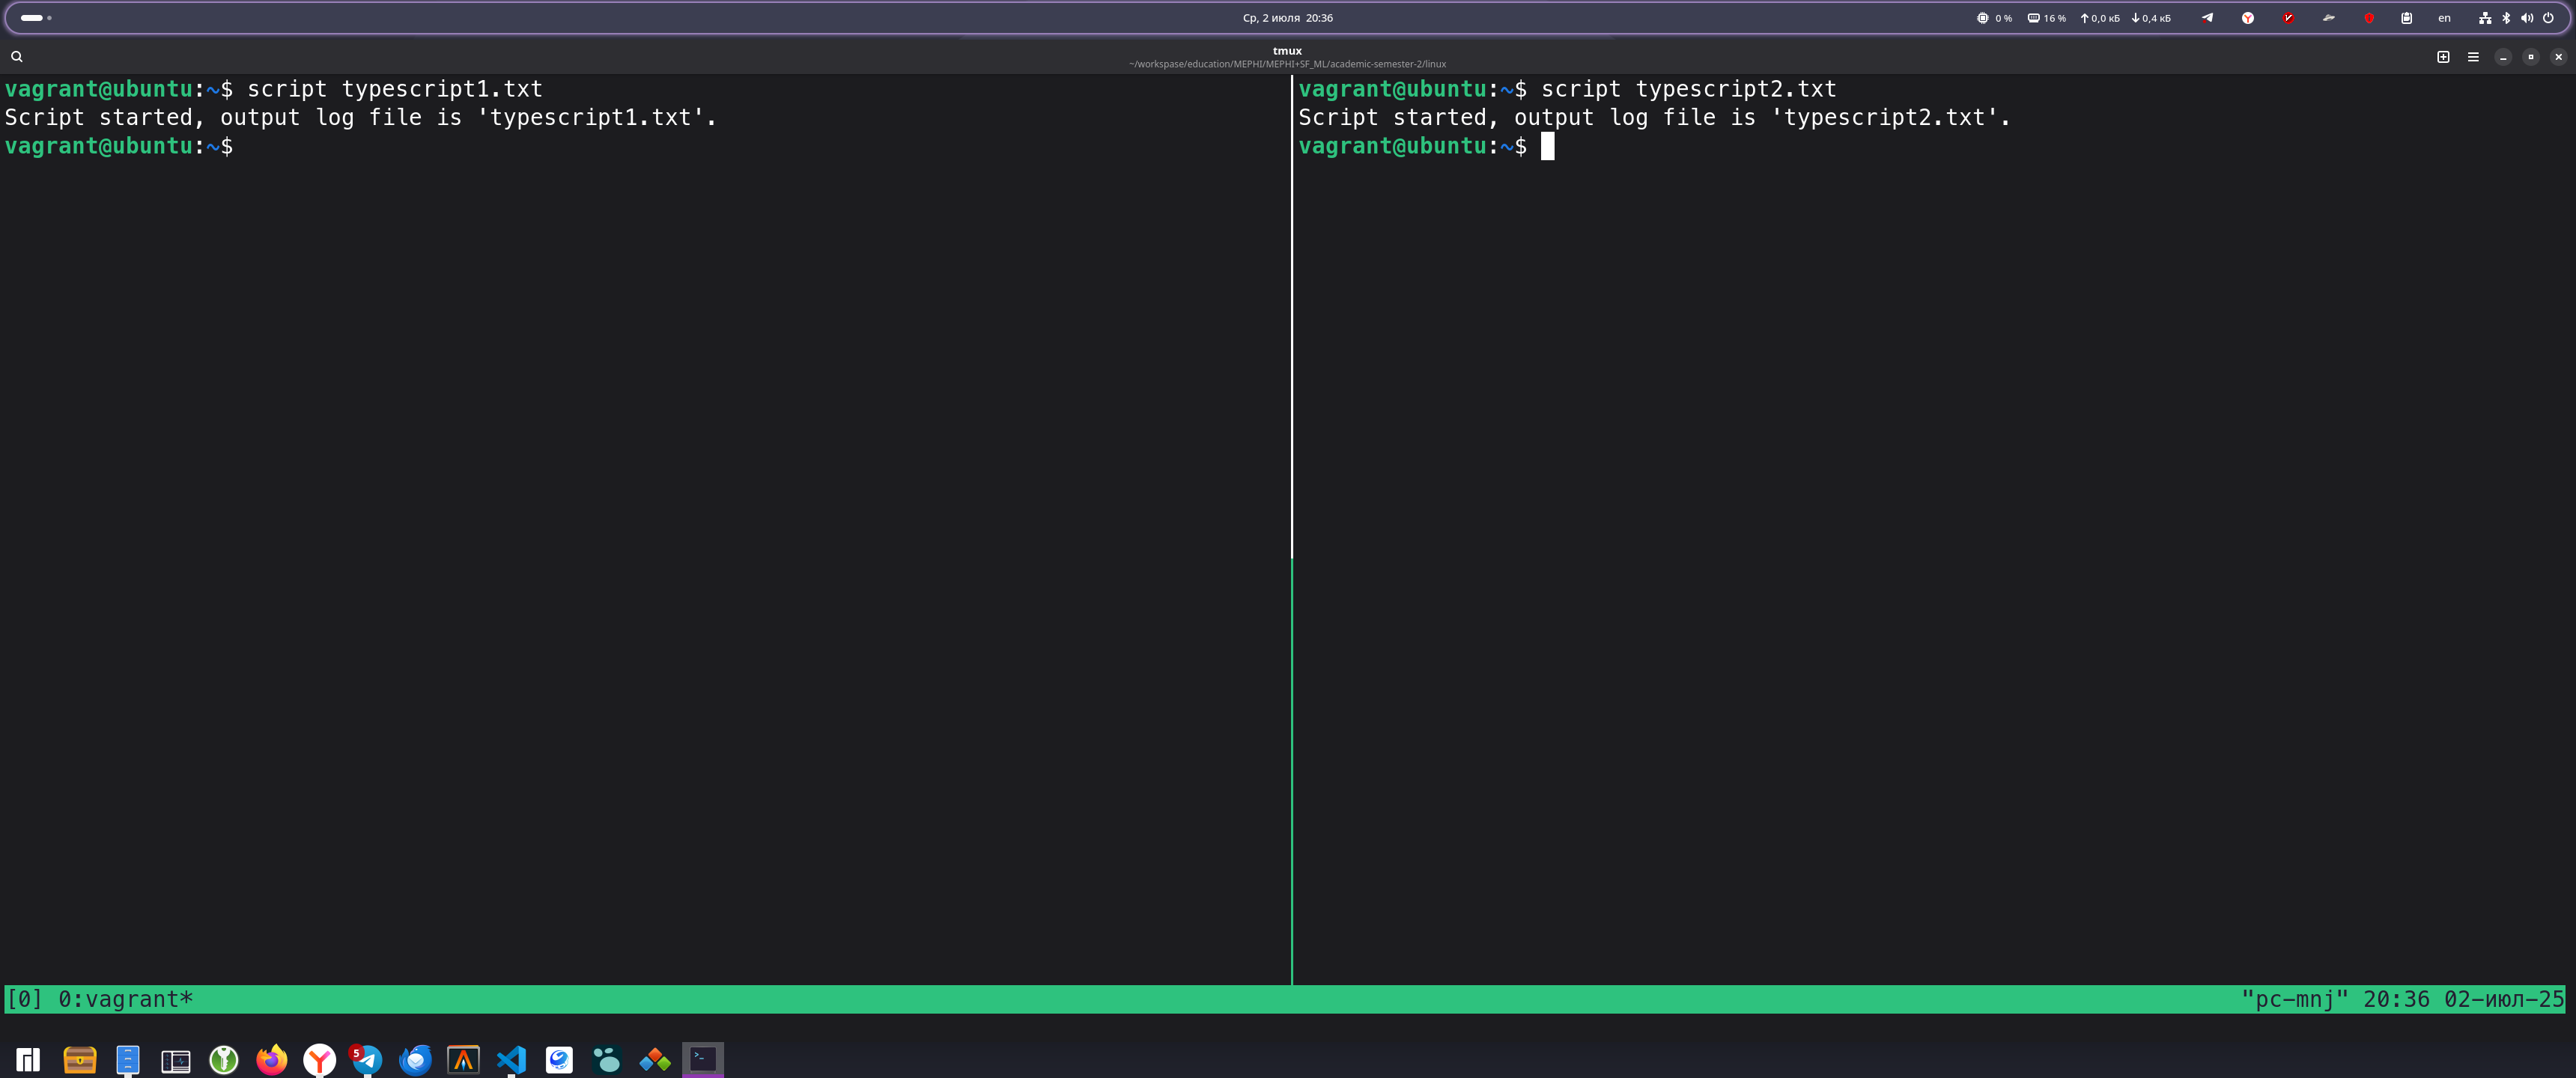 Ср, 2 июля 20:36
0 % 16 % 0,0 кБ 0,4 кБ en
tmux
~/workspase/education/MEPHI/MEPHI+SF_ML/academic-semester-2/linux
vagrant@ubuntu:~$ script typescript1.txt
Script started, output log file is 'typescript1.txt'.
vagrant@ubuntu:~$
vagrant@ubuntu:~$ script typescript2.txt
Script started, output log file is 'typescript2.txt'.
vagrant@ubuntu:~$
[0] 0:vagrant* "pc-mnj" 20:36 02-июл-25
5